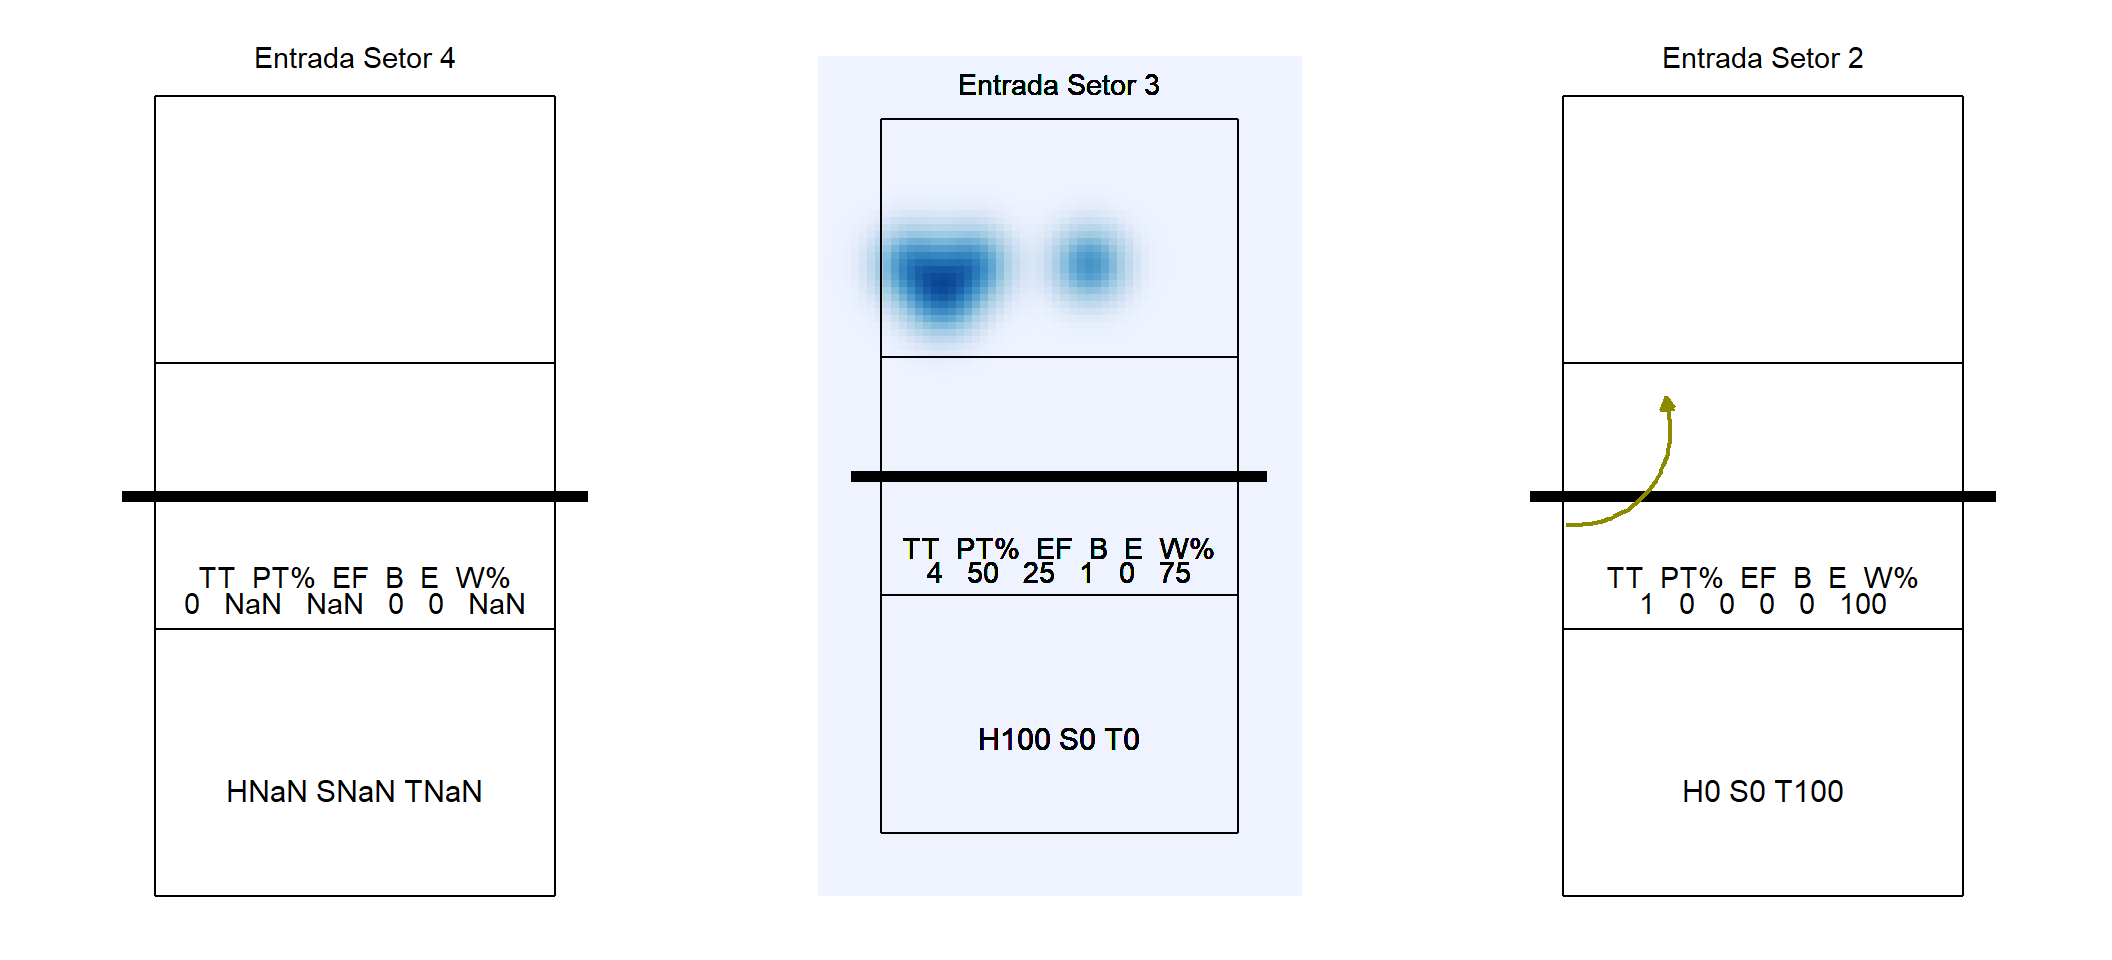 Entrada Setor 4
TT PT% EF B E W%
0 NaN NaN 0 0 NaN
HNaN SNaN TNaN
Entrada Setor 3
TT PT% EF B E W%
4 50 25 1 0 75
H100 S0 T0
Entrada Setor 2
TT PT% EF B E W%
1 0 0 0 0 100
H0 S0 T100